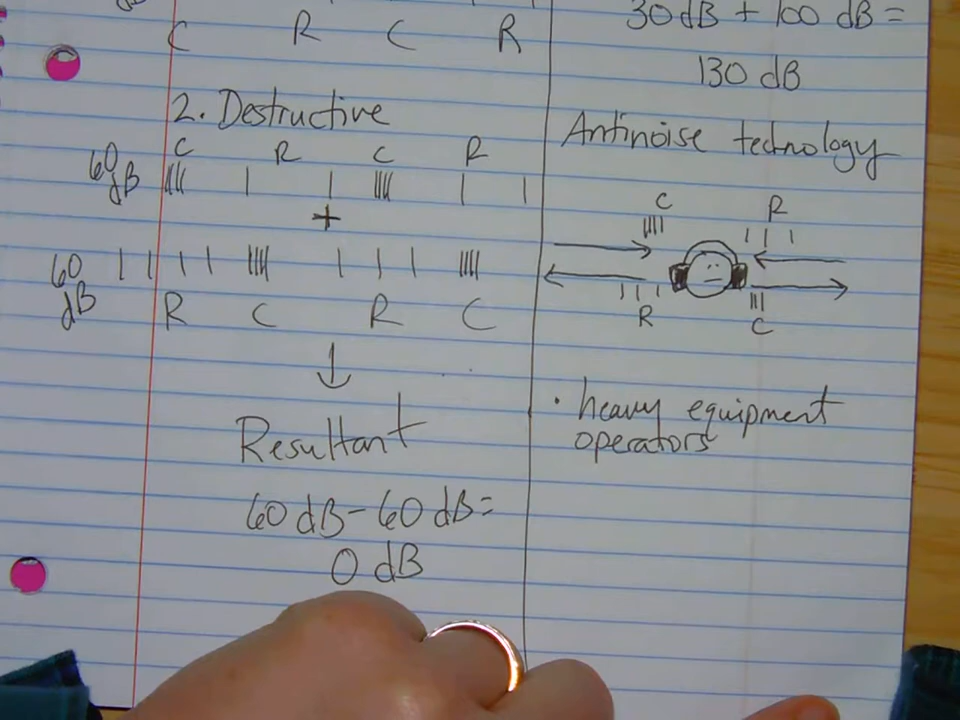 C R C R
2. Destructive
C R C R
60 dB
+
60 dB
R C R C
Resultant
60 dB - 60 dB =
0 dB
30 dB + 100 dB =
130 dB
Antinoise technology
C R
R C
• heavy equipment
operators